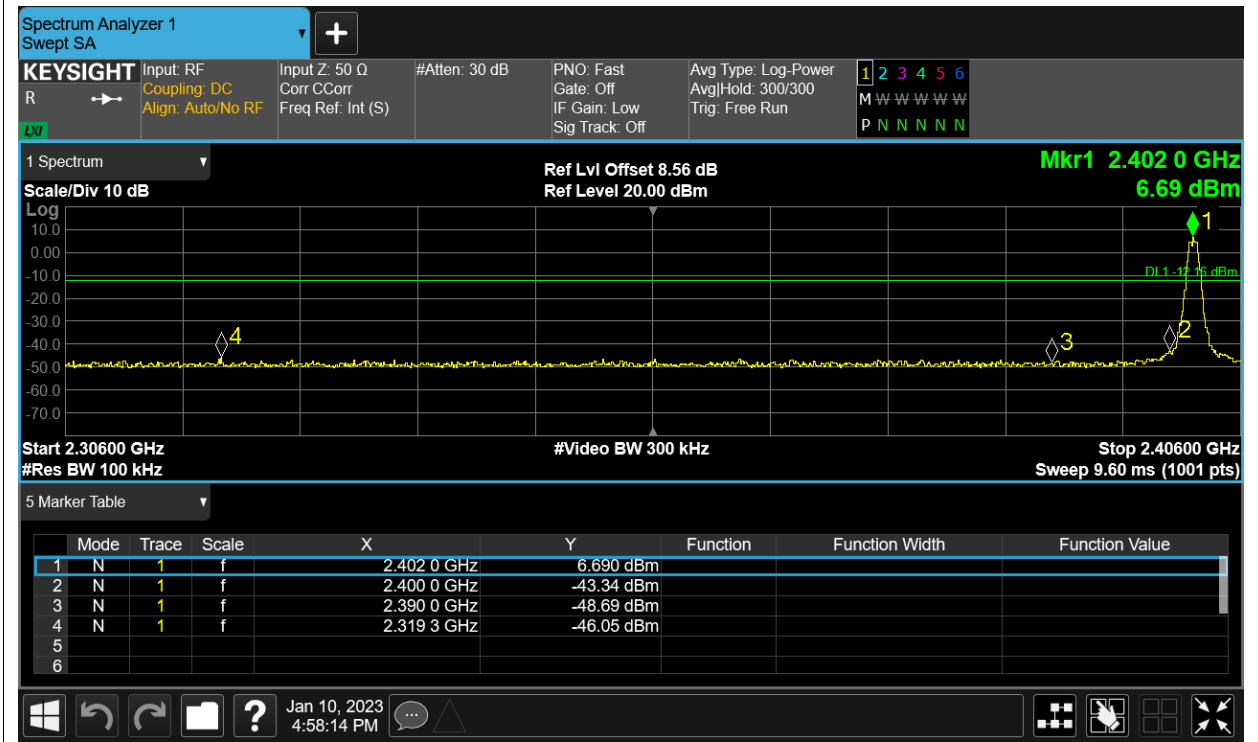 Spectrum Analyzer 1
Swept SA
+
KEYSIGHT
R
LXI
Input: RF
Coupling: DC
Align: Auto/No RF
Input Z: 50 Ω
Corr CCorr
Freq Ref: Int (S)
#Atten: 30 dB
PNO: Fast
Gate: Off
IF Gain: Low
Sig Track: Off
Avg Type: Log-Power
Avg|Hold: 300/300
Trig: Free Run
1 2 3 4 5 6
M W W W W W
P N N N N N
1 Spectrum
Scale/Div 10 dB
Ref Lvl Offset 8.56 dB
Ref Level 20.00 dBm
Mkr1 2.402 0 GHz
6.69 dBm
Log
10.0
0.00
-10.0
-20.0
-30.0
-40.0
-50.0
-60.0
-70.0
1
DL1 -12.16 dBm
2
3
4
Start 2.30600 GHz
#Video BW 300 kHz
Stop 2.40600 GHz
#Res BW 100 kHz
Sweep 9.60 ms (1001 pts)
5 Marker Table
Mode Trace Scale X Y Function Function Width Function Value
1 N 1 f 2.402 0 GHz 6.690 dBm
2 N 1 f 2.400 0 GHz -43.34 dBm
3 N 1 f 2.390 0 GHz -48.69 dBm
4 N 1 f 2.319 3 GHz -46.05 dBm
5
6
?
Jan 10, 2023
4:58:14 PM